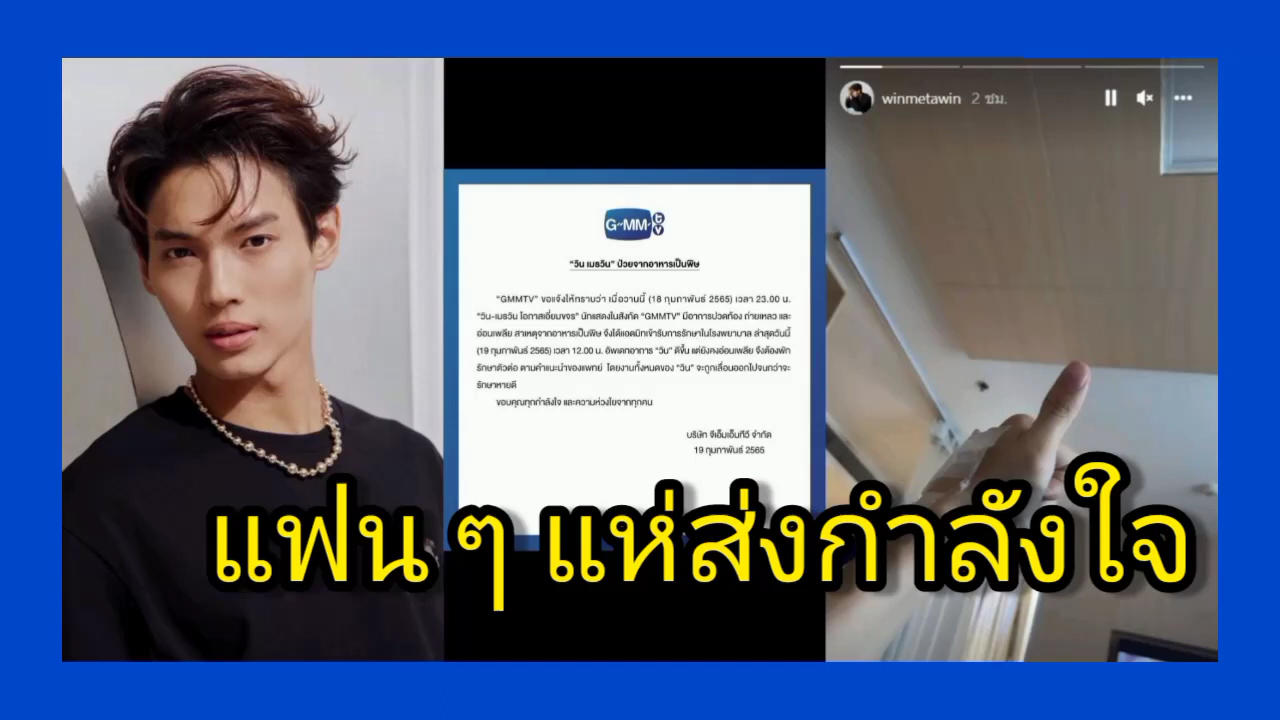 winmetawin 2 ชม.
G-MM-tv
“วิน เมธวิน” ป่วยจากอาหารเป็นพิษ
“GMMTV” ขอแจ้งให้ทราบว่า เมื่อวานนี้ (18 กุมภาพันธ์ 2565) เวลา 23.00 น.
“วิน-เมธวิน โอภาสเอี่ยมขจร” นักแสดงในสังกัด “GMMTV” มีอาการปวดท้อง ถ่ายเหลว และ
อ่อนเพลีย สาเหตุจากอาหารเป็นพิษ จึงได้แอดมิทเข้ารับการรักษาในโรงพยาบาล ล่าสุดวันนี้
(19 กุมภาพันธ์ 2565) เวลา 12.00 น. อัพเดทอาการ “วิน” ดีขึ้น แต่ยังคงอ่อนเพลีย จึงต้องพัก
รักษาตัวต่อ ตามคำแนะนำของแพทย์ โดยงานทั้งหมดของ “วิน” จะถูกเลื่อนออกไปจนกว่าจะ
รักษาหายดี
ขอบคุณทุกกำลังใจ และความห่วงใยจากทุกคน
บริษัท จีเอ็มเอ็มทีวี จำกัด
19 กุมภาพันธ์ 2565
แฟน ๆ แห่ส่งกำลังใจ